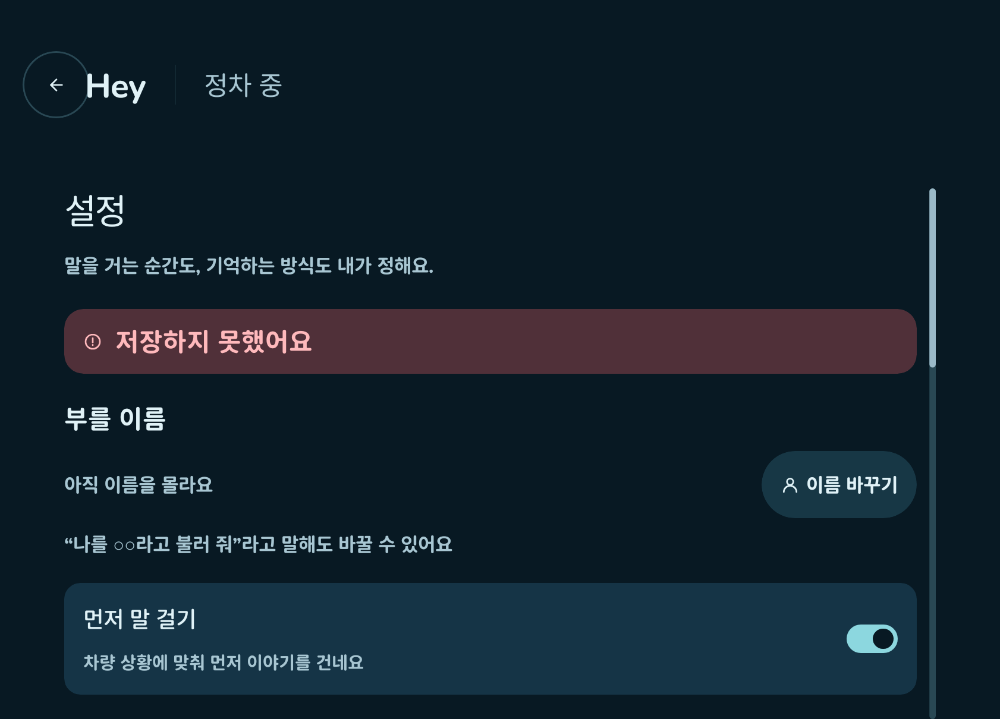 Hey
정차 중
설정
말을 거는 순간도, 기억하는 방식도 내가 정해요.
저장하지 못했어요
부를 이름
아직 이름을 몰라요
이름 바꾸기
“나를 ○○라고 불러 줘”라고 말해도 바꿀 수 있어요
먼저 말 걸기
차량 상황에 맞춰 먼저 이야기를 건네요